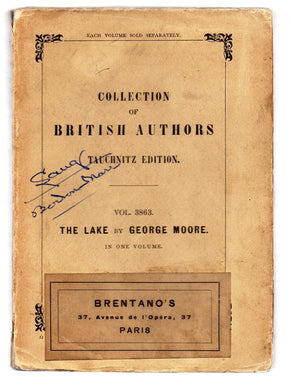 EACH VOLUME SOLD SEPARATELY.
COLLECTION
OF
BRITISH AUTHORS
TAUCHNITZ EDITION.
VOL. 3863.
THE LAKE BY GEORGE MOORE.
IN ONE VOLUME.
BRENTANO'S
37, Avenue de l'Opéra, 37
PARIS